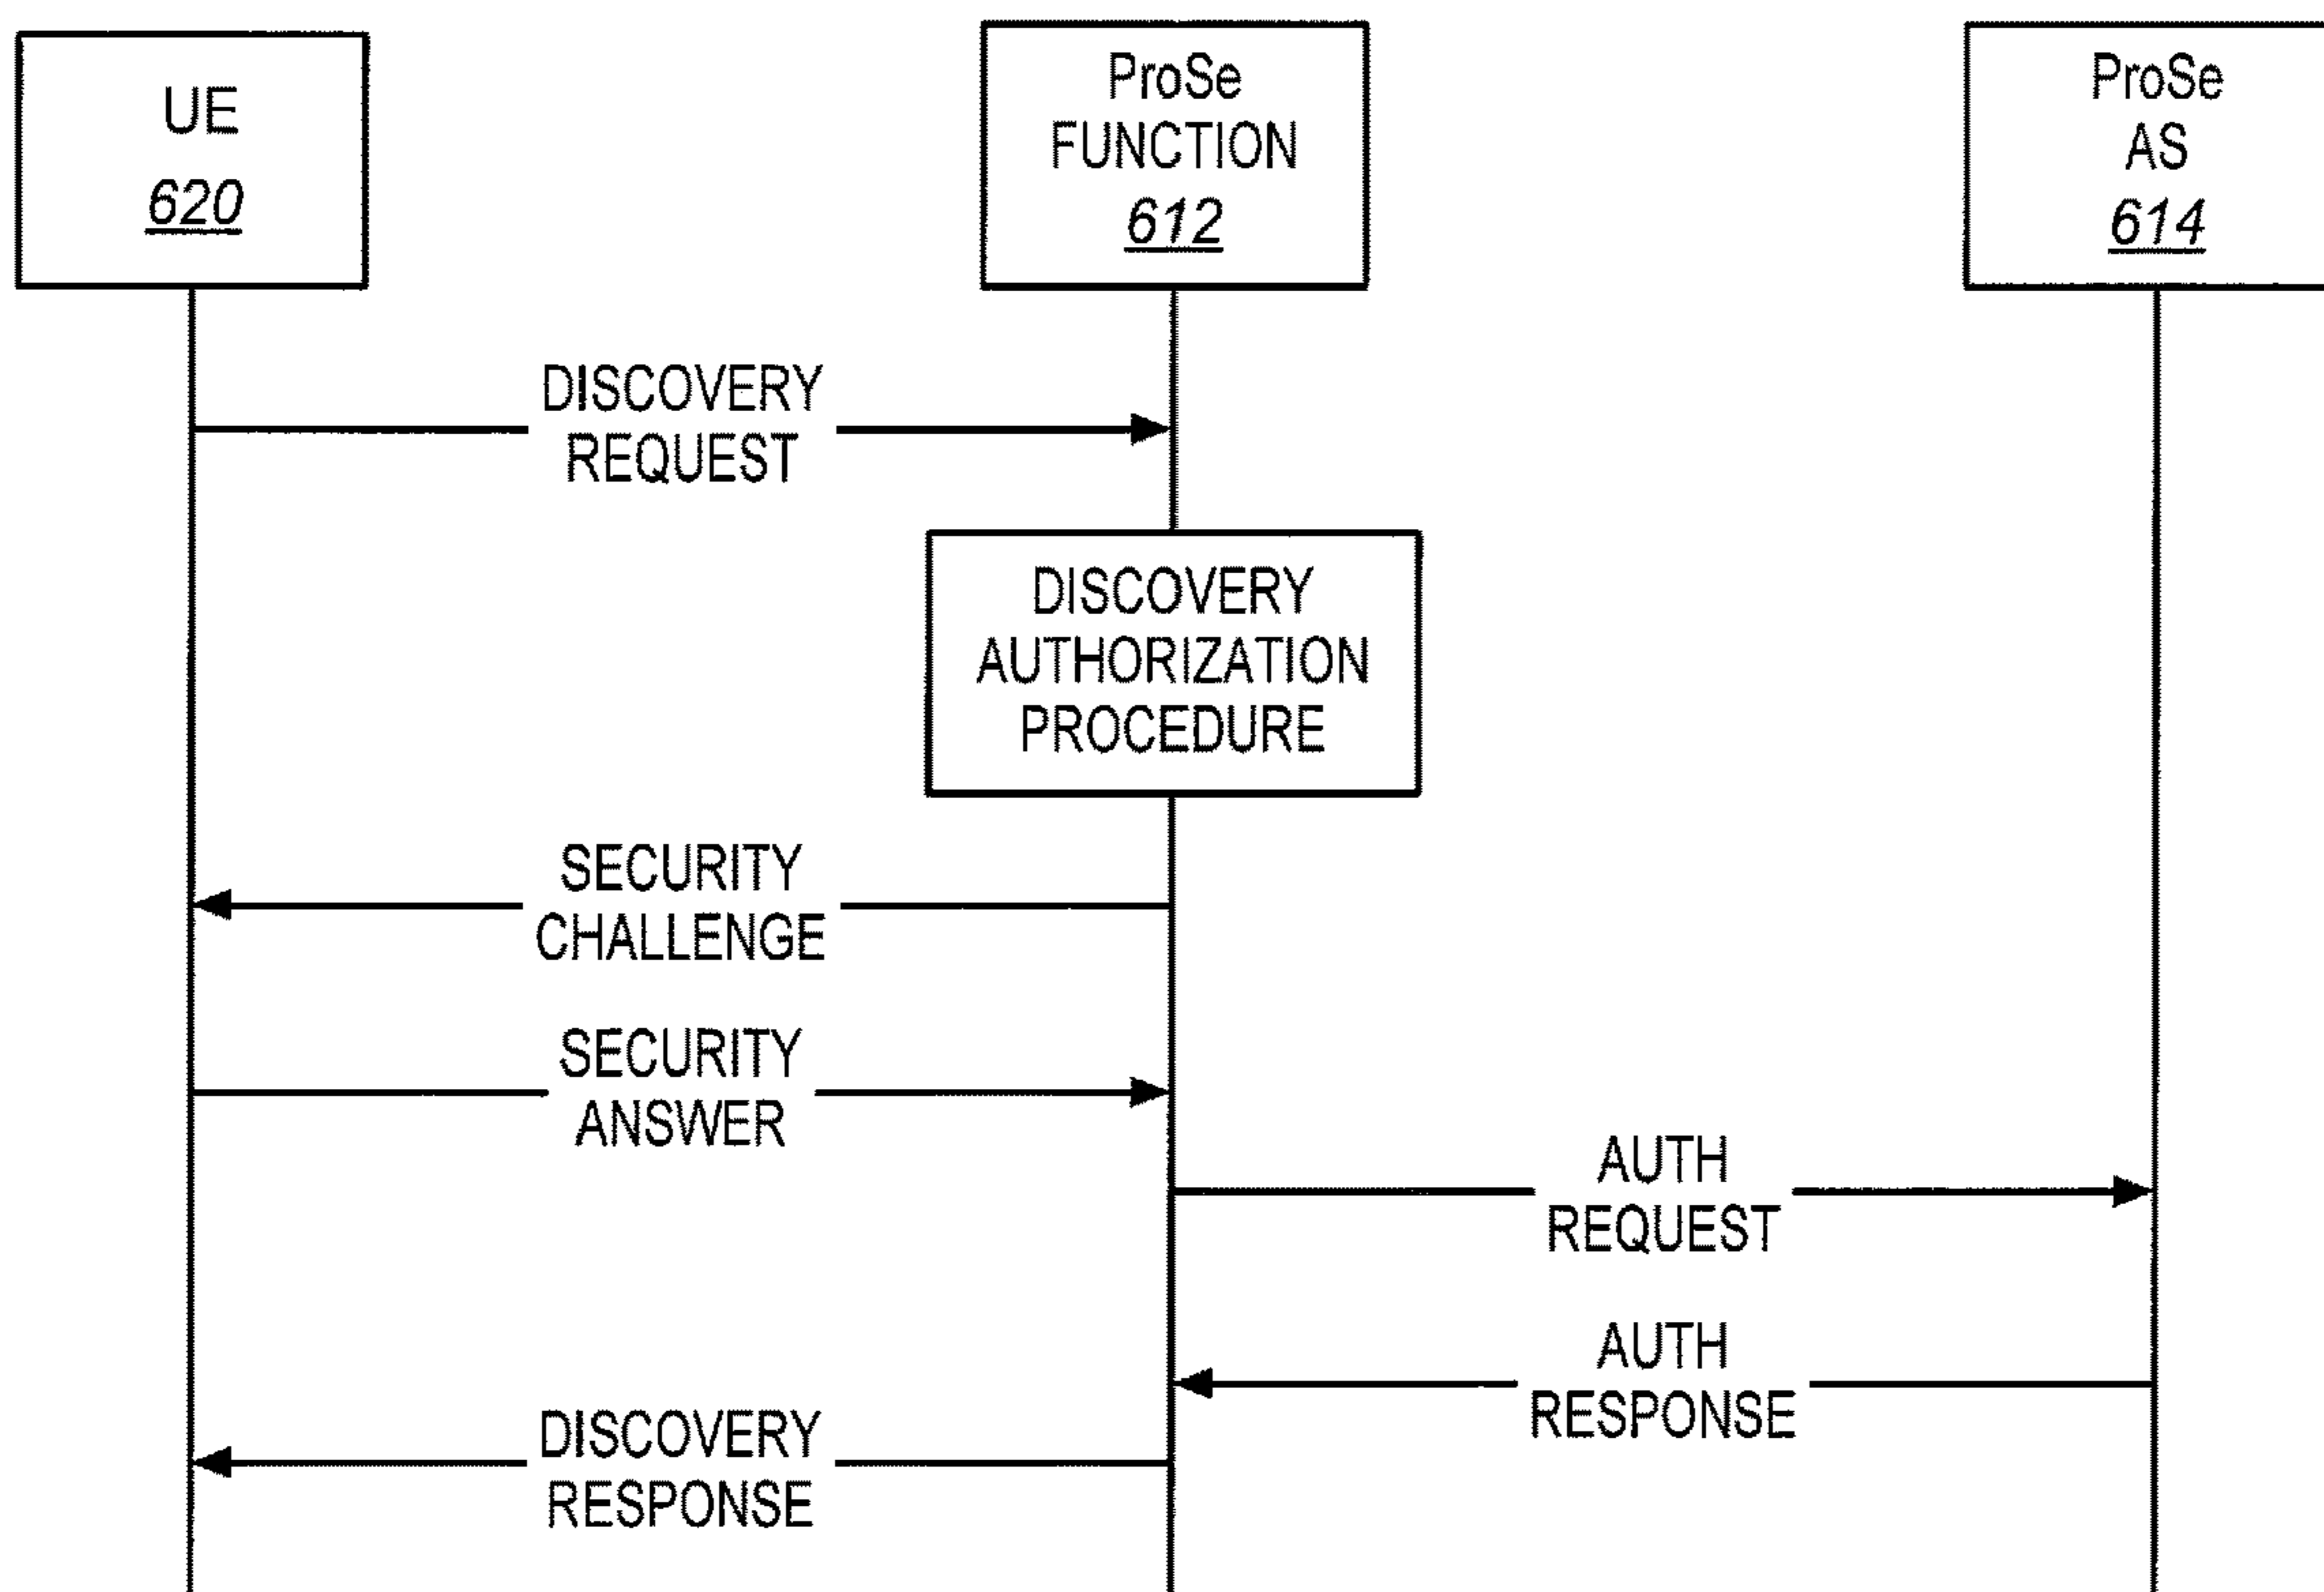 UE
620
ProSe
FUNCTION
612
ProSe
AS
614
DISCOVERY
REQUEST
DISCOVERY
AUTHORIZATION
PROCEDURE
SECURITY
CHALLENGE
SECURITY
ANSWER
AUTH
REQUEST
AUTH
RESPONSE
DISCOVERY
RESPONSE